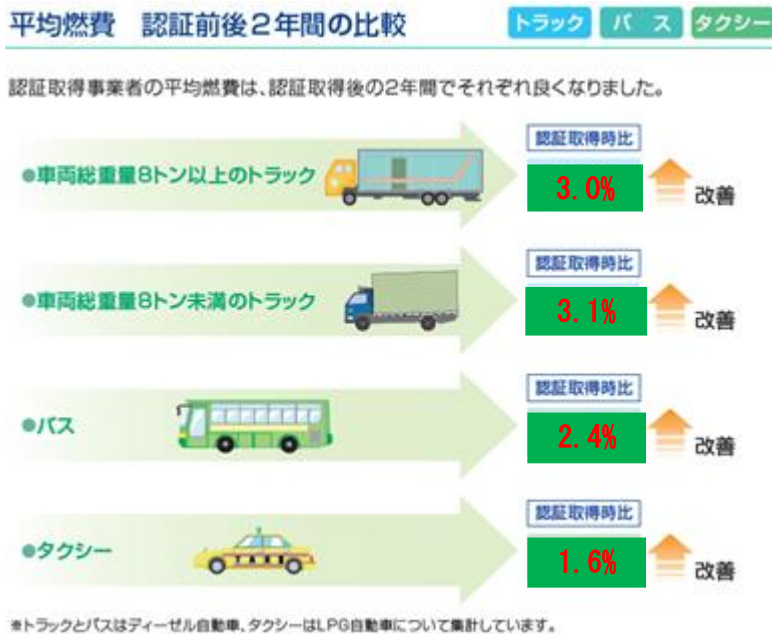 平均燃費 認証前後2年間の比較
トラック バス タクシー
認証取得事業者の平均燃費は、認証取得後の2年間でそれぞれ良くなりました。
認証取得時比
●車両総重量8トン以上のトラック
3.0%
改善
認証取得時比
●車両総重量8トン未満のトラック
3.1%
改善
認証取得時比
●バス
2.4%
改善
認証取得時比
●タクシー
TAXI
1.6%
改善
※トラックとバスはディーゼル自動車、タクシーはLPG自動車について集計しています。